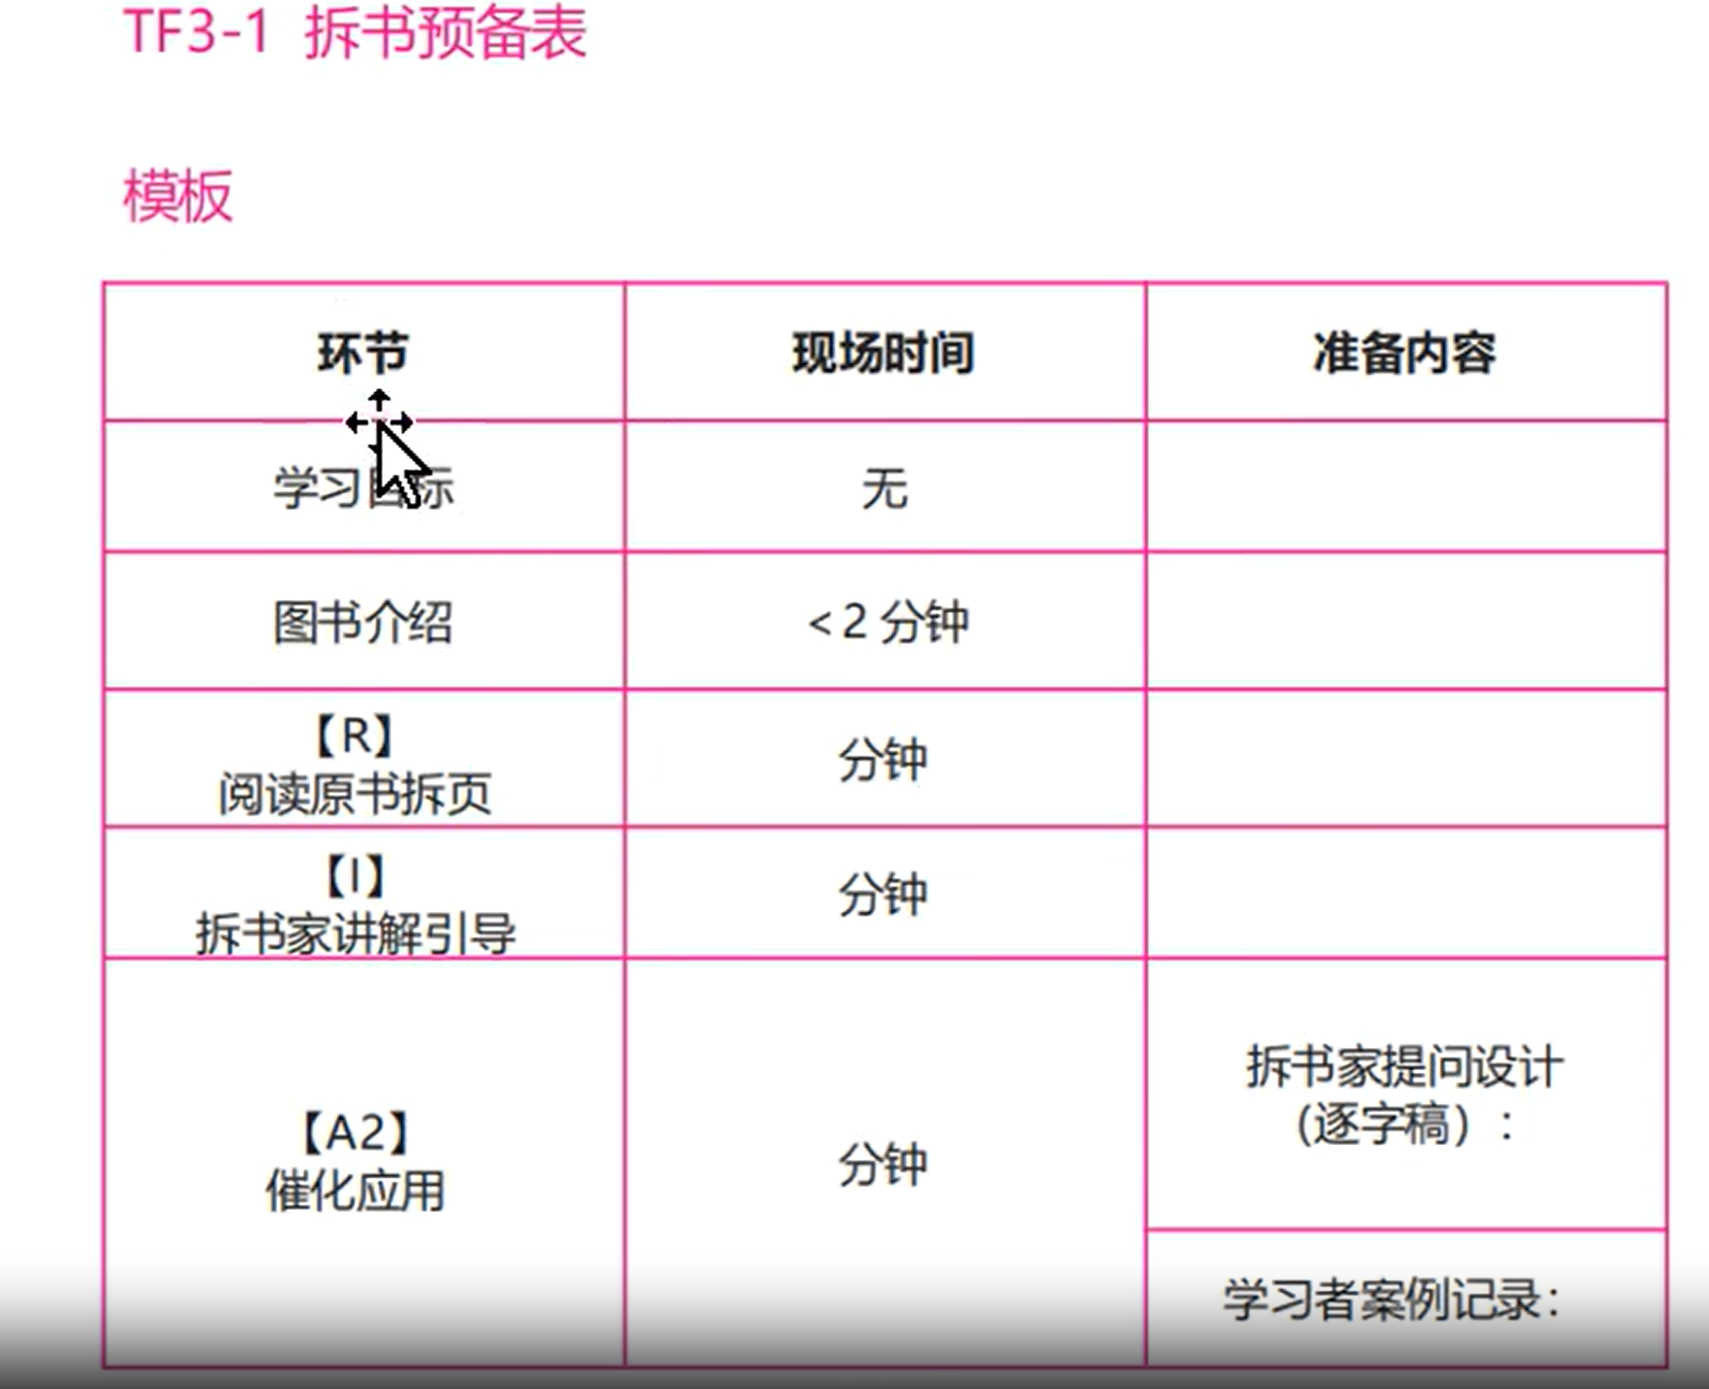 TF3-1 拆书预备表
模板
环节 现场时间 准备内容
学习目标 无
图书介绍 <2 分钟
【R】
阅读原书拆页
分钟
【I】
拆书家讲解引导
分钟
【A2】
催化应用
分钟
拆书家提问设计
(逐字稿)：
学习者案例记录：